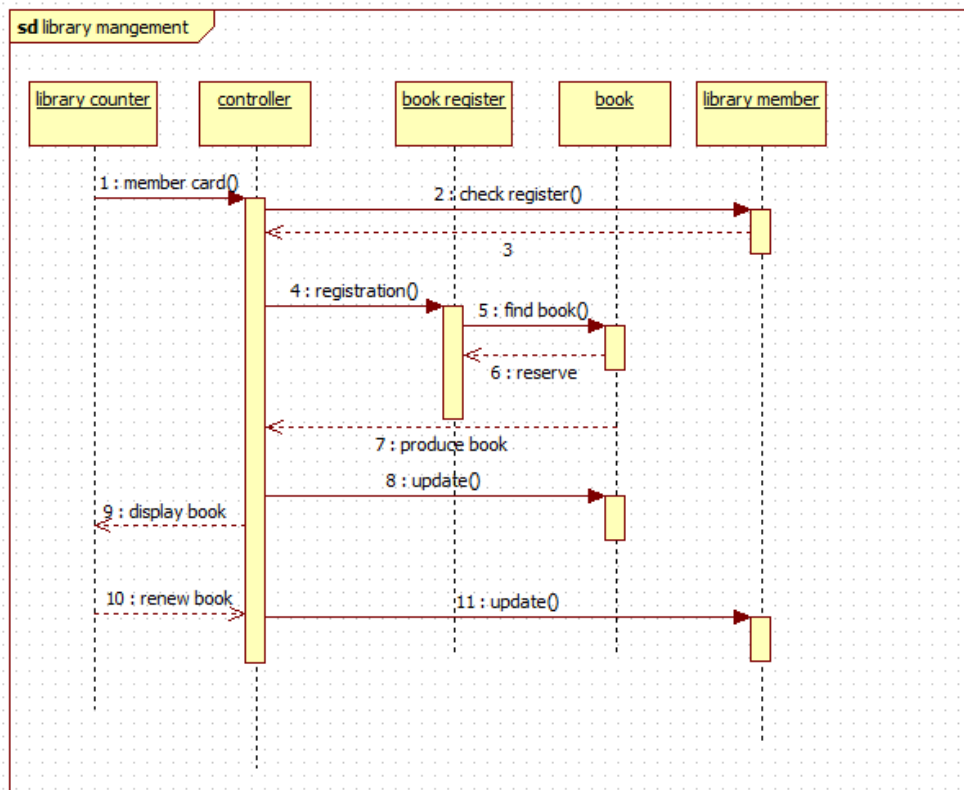 sd library mangement
library counter
controller
book register
book
library member
1 : member card()
2 : check register()
3
4 : registration()
5 : find book()
6 : reserve
7 : produce book
8 : update()
9 : display book
10 : renew book
11 : update()